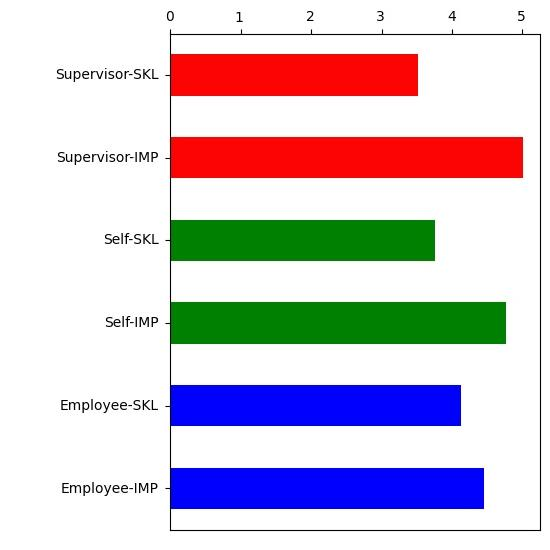 0 1 2 3 4 5
Supervisor-SKL
Supervisor-IMP
Self-SKL
Self-IMP
Employee-SKL
Employee-IMP